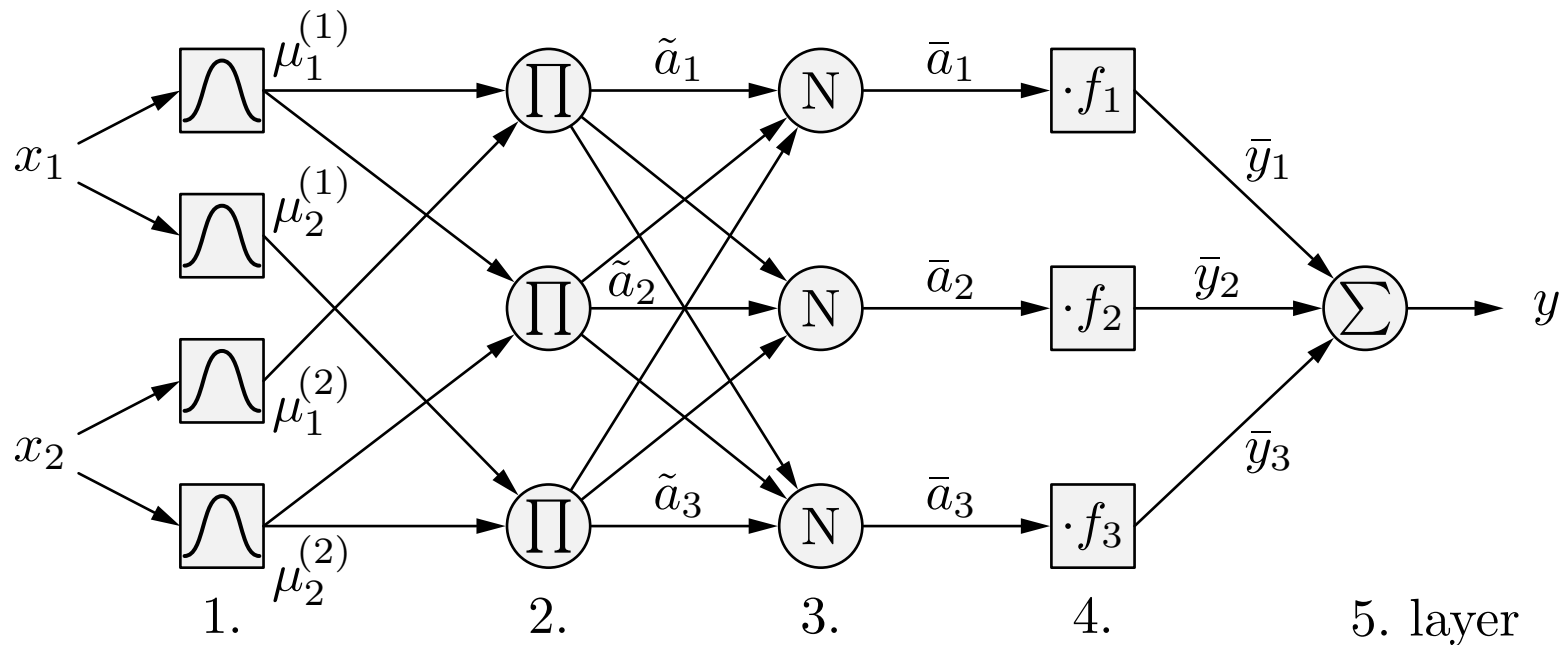 μ₁⁽¹⁾
ã₁
ā₁
∏
N
·f₁
x₁
ȳ₁
μ₂⁽¹⁾
ã₂
ā₂
ȳ₂
∏
N
·f₂
∑
y
μ₁⁽²⁾
x₂
ȳ₃
ã₃
ā₃
∏
N
·f₃
μ₂⁽²⁾
1. 2. 3. 4. 5. layer